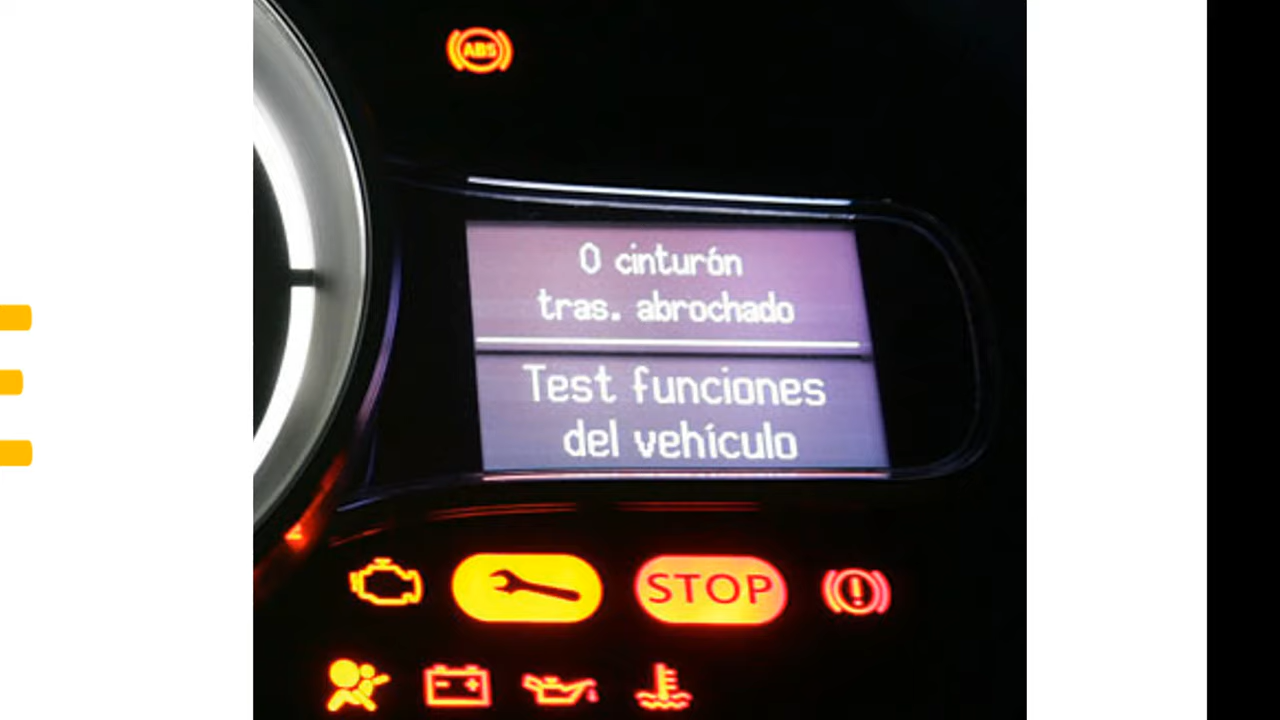 ABS
0 cinturón
tras. abrochado
Test funciones
del vehículo
STOP